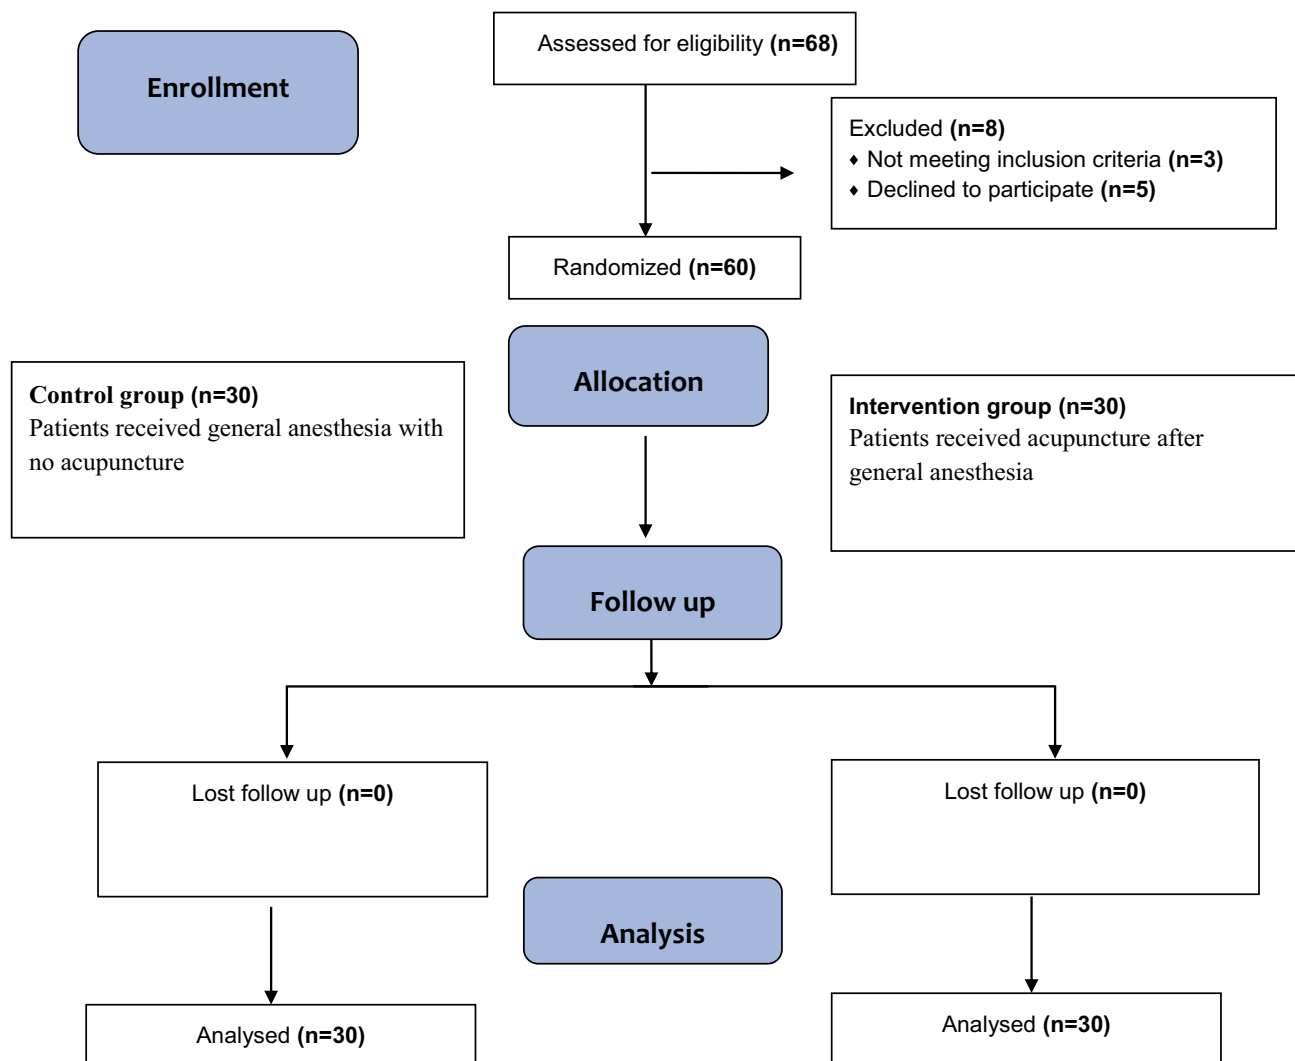 Enrollment
Assessed for eligibility (n=68)
Excluded (n=8)
♦ Not meeting inclusion criteria (n=3)
♦ Declined to participate (n=5)
Randomized (n=60)
Allocation
Control group (n=30)
Patients received general anesthesia with
no acupuncture
Intervention group (n=30)
Patients received acupuncture after
general anesthesia
Follow up
Lost follow up (n=0)
Lost follow up (n=0)
Analysis
Analysed (n=30)
Analysed (n=30)